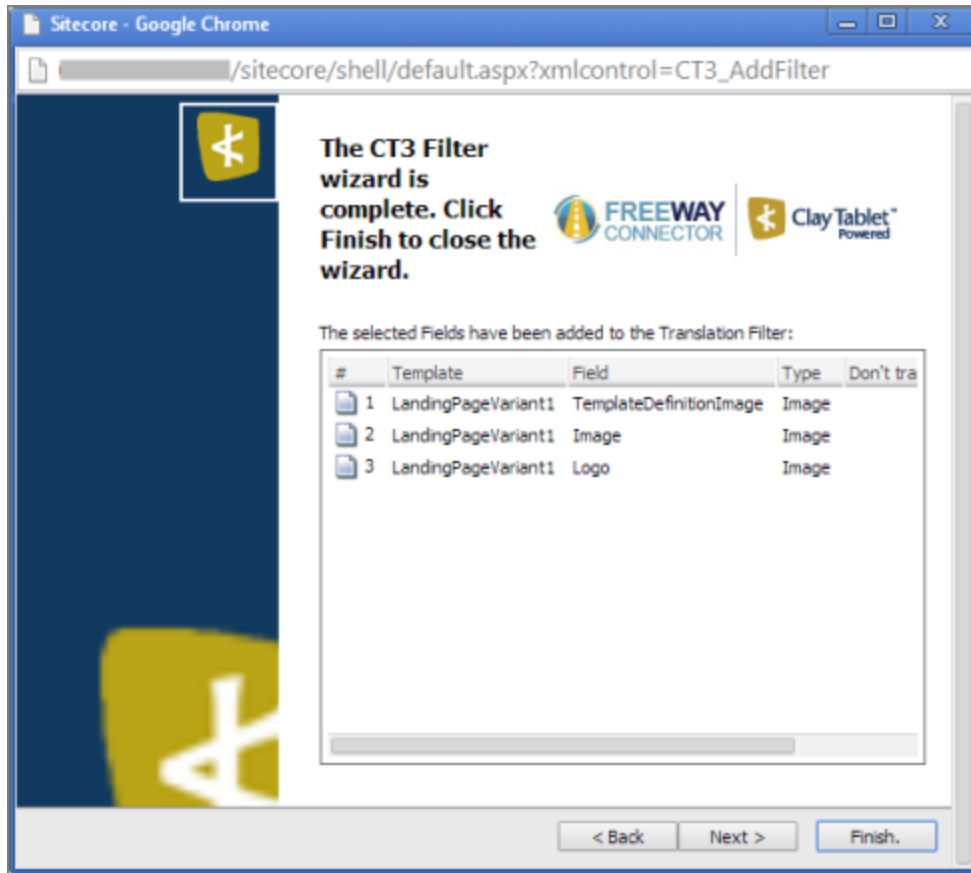 Sitecore - Google Chrome
/sitecore/shell/default.aspx?xmlcontrol=CT3_AddFilter
The CT3 Filter
wizard is
complete. Click
Finish to close the
wizard.
FREEWAY
CONNECTOR
Clay Tablet™
Powered
The selected Fields have been added to the Translation Filter:
# Template Field Type Don't tra
1 LandingPageVariant1 TemplateDefinitionImage Image
2 LandingPageVariant1 Image Image
3 LandingPageVariant1 Logo Image
< Back Next > Finish.